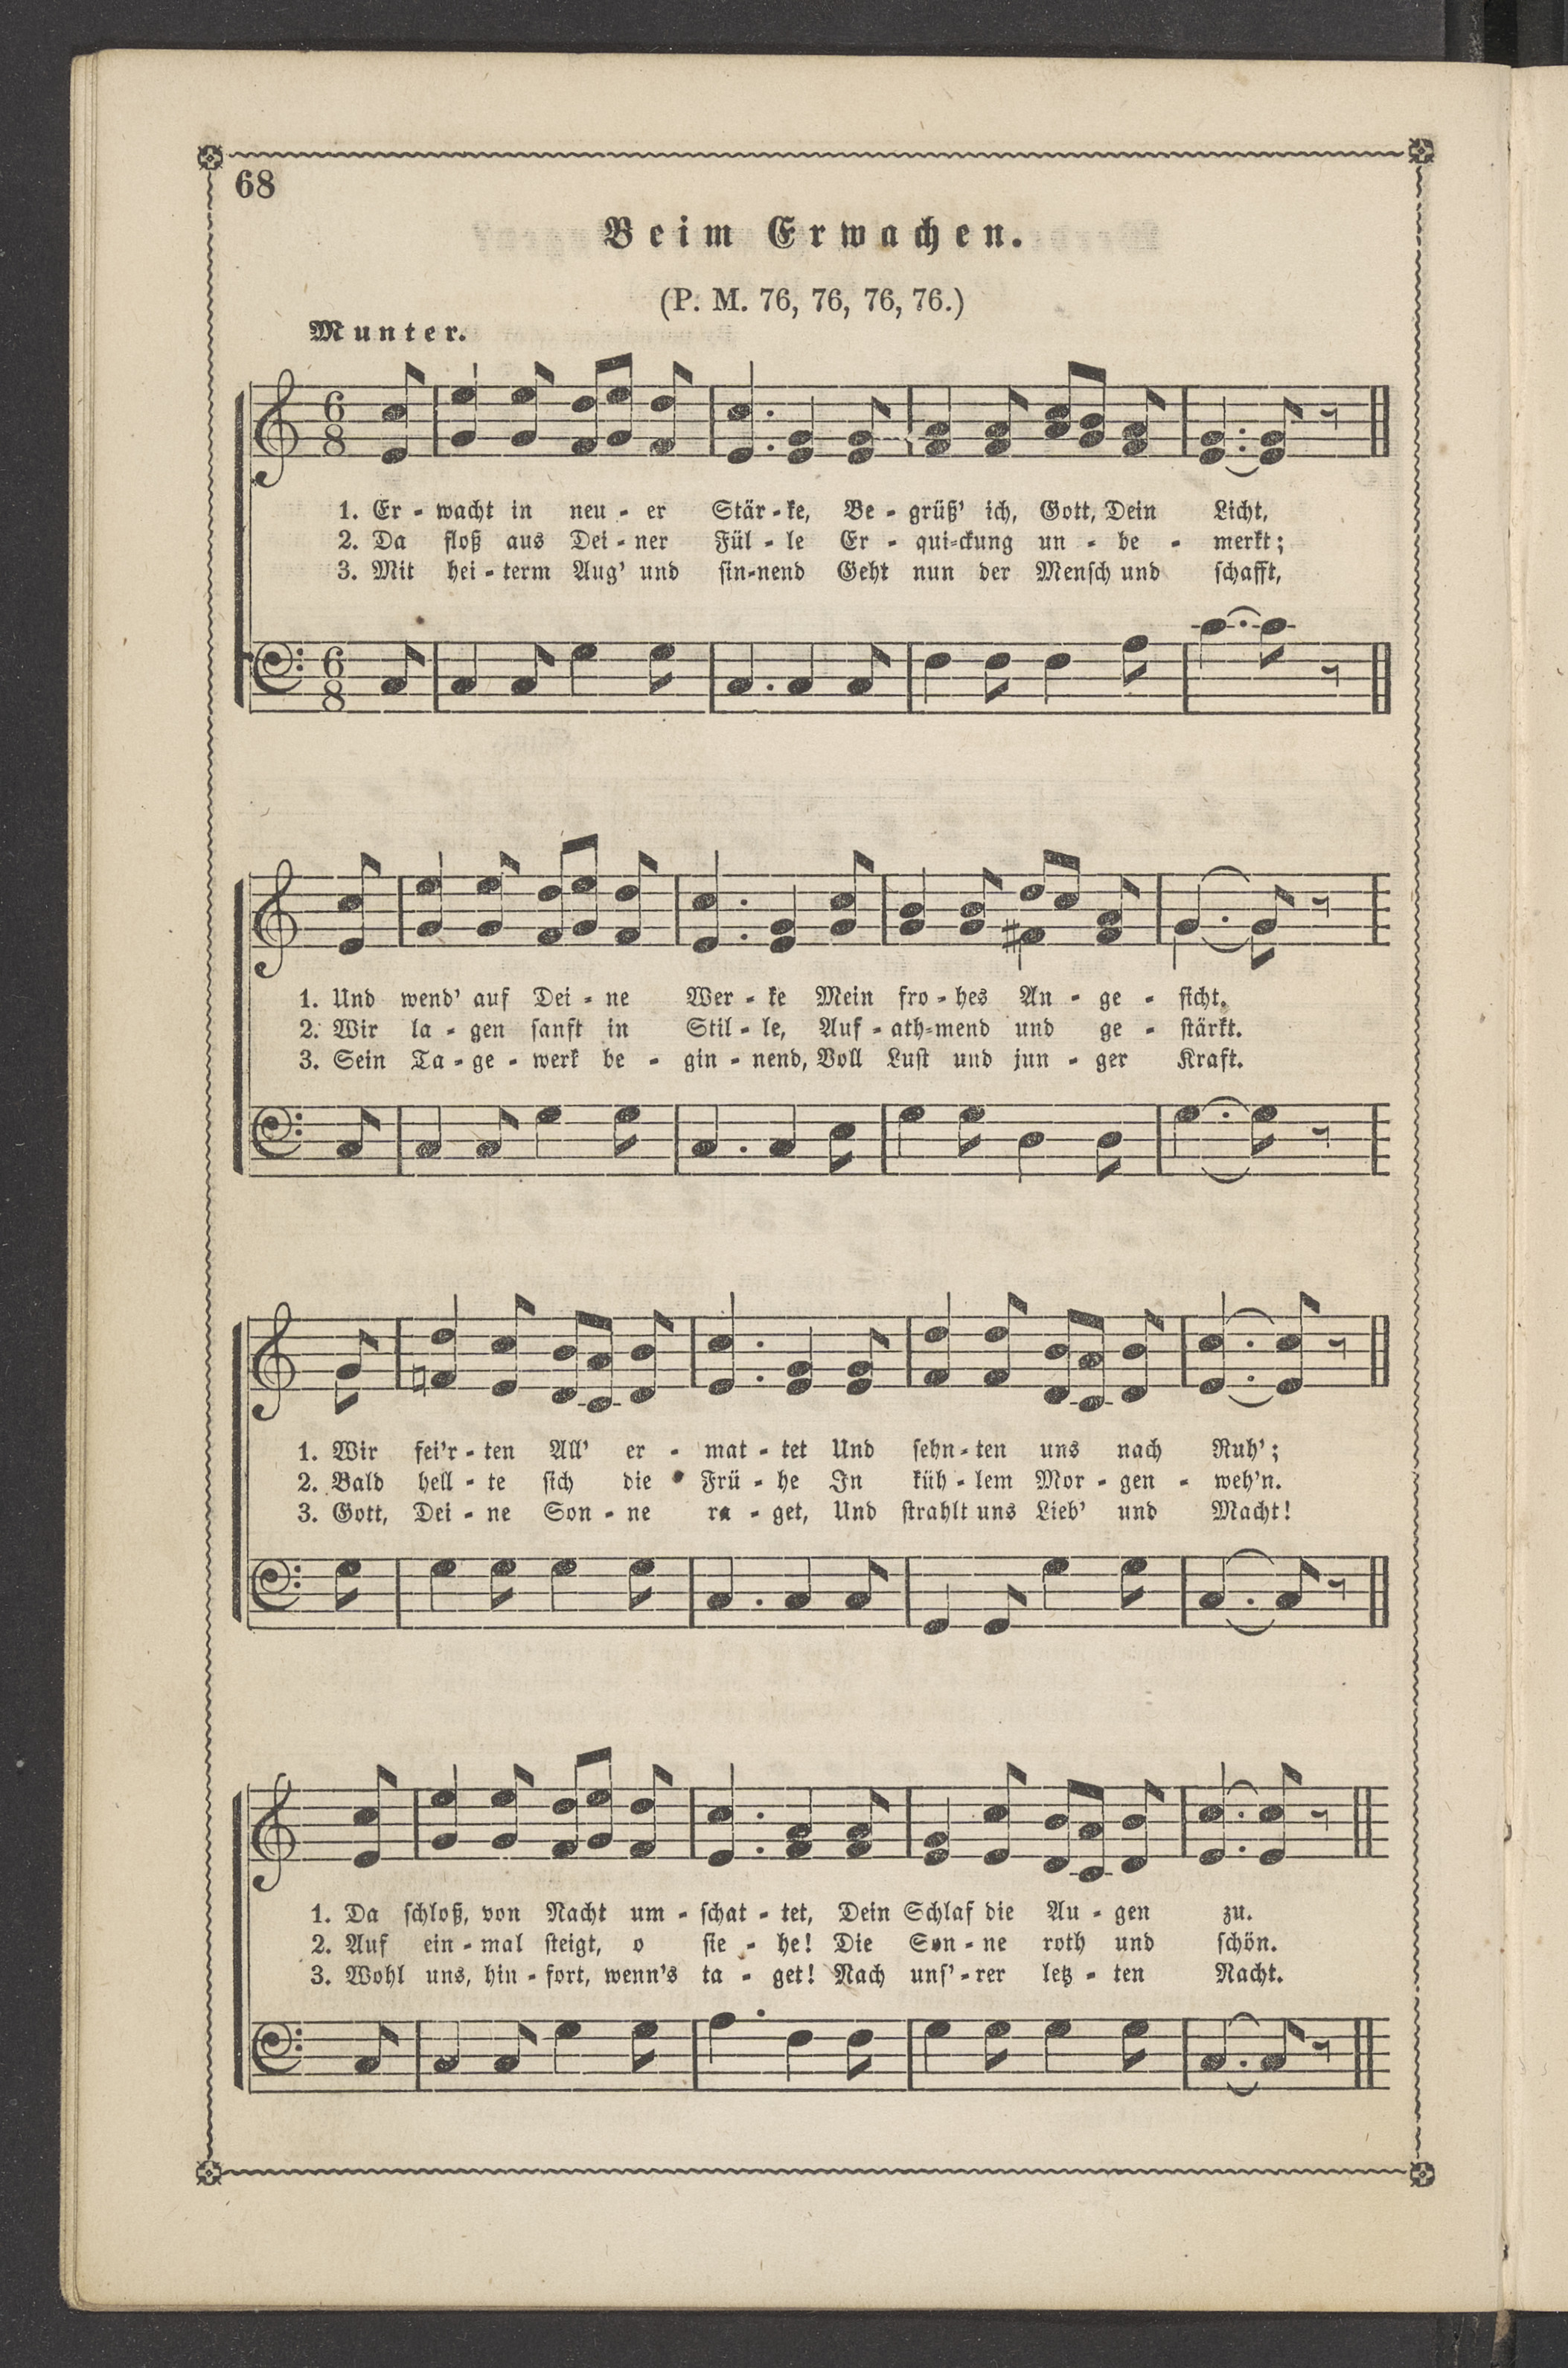 68
Beim Erwachen.
(P. M. 76, 76, 76, 76.)
Munter.
6
8
1. Er - wacht in neu - er Stär - ke, Be - grüß' ich, Gott, Dein Licht,
2. Da floß aus Dei - ner Fül - le Er - qui-ckung un - be - merkt;
3. Mit hei - term Aug' und sin-nend Geht nun der Mensch und schafft,
6
8
1. Und wend' auf Dei - ne Wer - ke Mein fro - hes An - ge - sicht.
2. Wir la - gen sanft in Stil - le, Auf - ath-mend und ge - stärkt.
3. Sein Ta - ge - werk be - gin - nend, Voll Lust und jun - ger Kraft.
1. Wir fei'r - ten All' er - mat - tet Und sehn - ten uns nach Ruh';
2. Bald hell - te sich die Frü - he In küh - lem Mor - gen - weh'n.
3. Gott, Dei - ne Son - ne ra - get, Und strahlt uns Lieb' und Macht!
1. Da schloß, von Nacht um - schat - tet, Dein Schlaf die Au - gen zu.
2. Auf ein - mal steigt, o sie - he! Die Son - ne roth und schön.
3. Wohl uns, hin - fort, wenn's ta - get! Nach uns' - rer letz - ten Nacht.